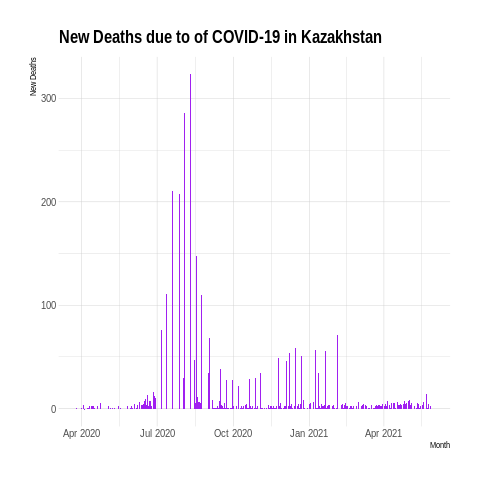 New Deaths due to of COVID-19 in Kazakhstan
New Deaths
300
200
100
0
Apr 2020 Jul 2020 Oct 2020 Jan 2021 Apr 2021
Month